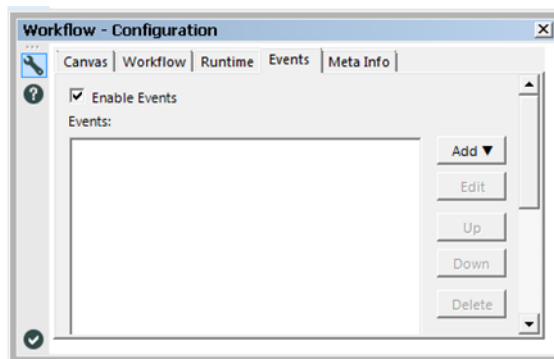 Workflow - Configuration
Canvas Workflow Runtime Events Meta Info
Enable Events
Events:
Add
Edit
Up
Down
Delete